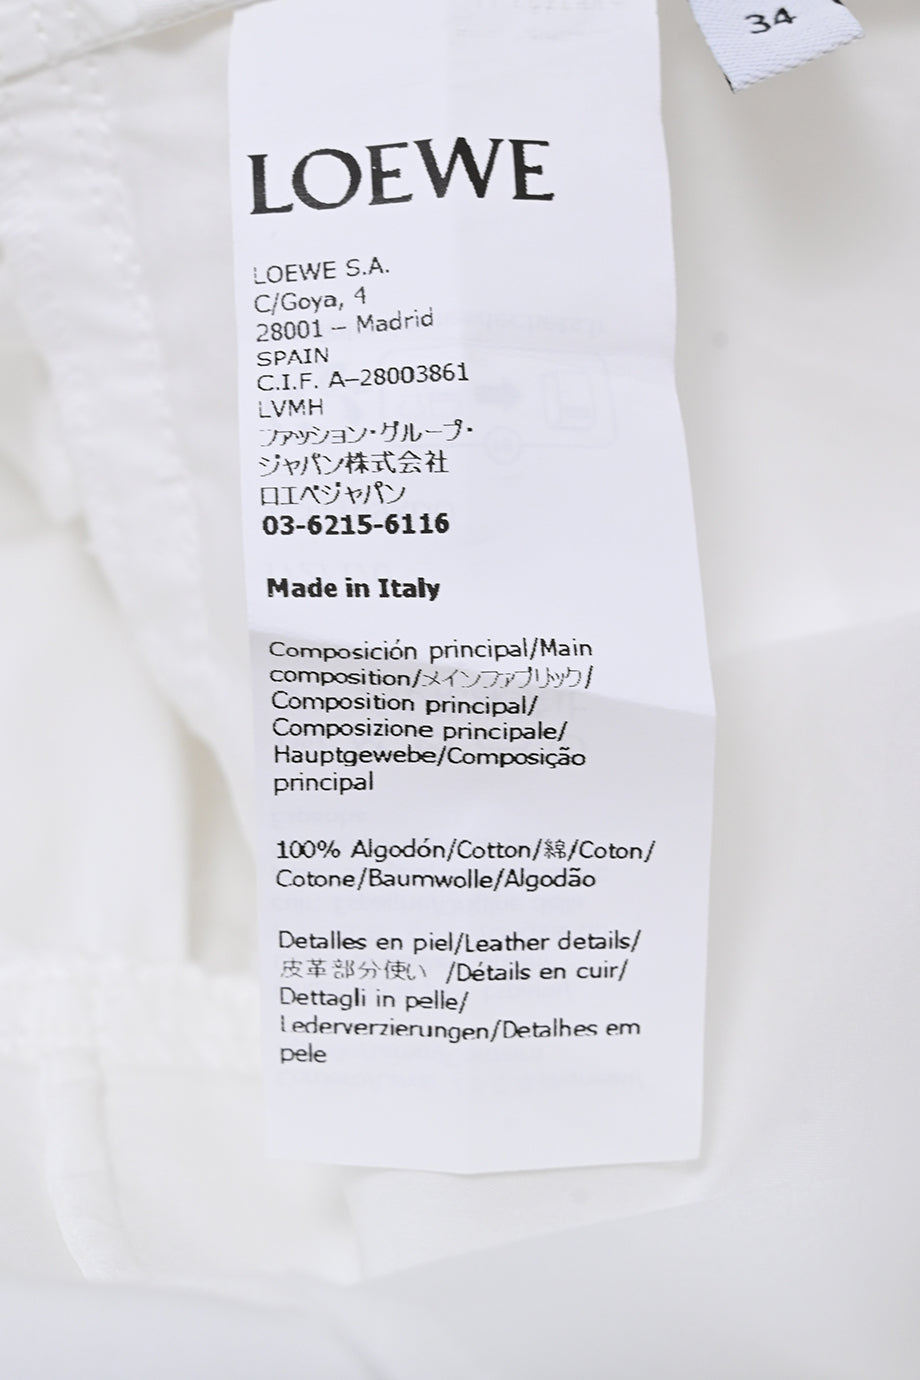 34
LOEWE
LOEWE S.A.
C/Goya, 4
28001 – Madrid
SPAIN
C.I.F. A–28003861
LVMH
ファッション・グループ・
ジャパン株式会社
ロエベジャパン
03-6215-6116
Made in Italy
Composición principal/Main
composition/メインファブリック/
Composition principal/
Composizione principale/
Hauptgewebe/Composição
principal
100% Algodón/Cotton/綿/Coton/
Cotone/Baumwolle/Algodão
Detalles en piel/Leather details/
皮革部分使い /Détails en cuir/
Dettagli in pelle/
Lederverzierungen/Detalhes em
pele